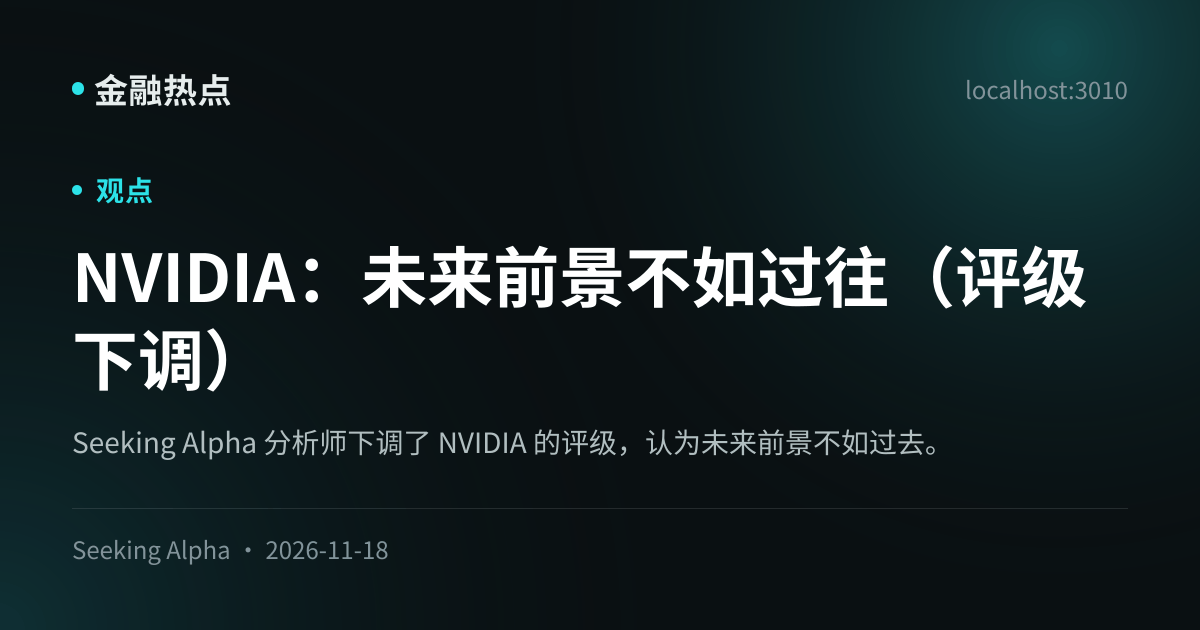 金融热点
localhost:3010
观点
NVIDIA：未来前景不如过往（评级
下调）
Seeking Alpha 分析师下调了 NVIDIA 的评级，认为未来前景不如过去。
Seeking Alpha · 2026-11-18